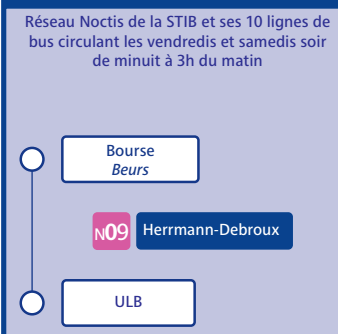 Réseau Noctis de la STIB et ses 10 lignes de
bus circulant les vendredis et samedis soir
de minuit à 3h du matin
Bourse
Beurs
N09 Herrmann-Debroux
ULB